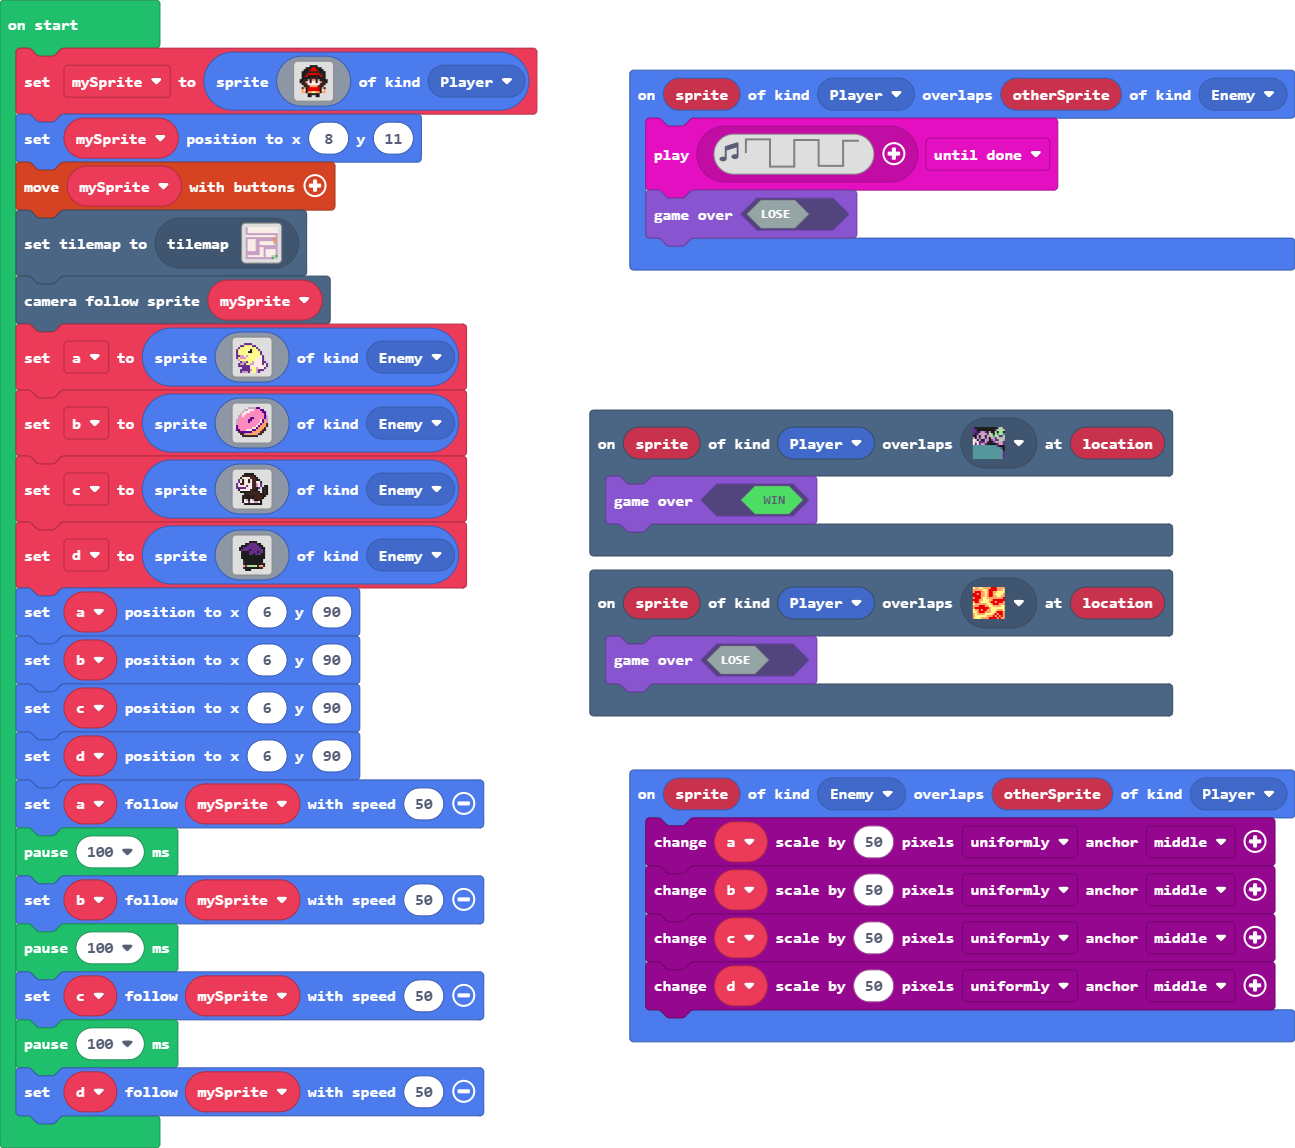 on start
set mySprite to sprite of kind Player
set mySprite position to x 8 y 11
move mySprite with buttons
set tilemap to tilemap
camera follow sprite mySprite
set a to sprite of kind Enemy
set b to sprite of kind Enemy
set c to sprite of kind Enemy
set d to sprite of kind Enemy
set a position to x 6 y 90
set b position to x 6 y 90
set c position to x 6 y 90
set d position to x 6 y 90
set a follow mySprite with speed 50
pause 100 ms
set b follow mySprite with speed 50
pause 100 ms
set c follow mySprite with speed 50
pause 100 ms
set d follow mySprite with speed 50
on sprite of kind Player overlaps otherSprite of kind Enemy
play until done
game over LOSE
on sprite of kind Player overlaps at location
game over WIN
on sprite of kind Player overlaps at location
game over LOSE
on sprite of kind Enemy overlaps otherSprite of kind Player
change a scale by 50 pixels uniformly anchor middle
change b scale by 50 pixels uniformly anchor middle
change c scale by 50 pixels uniformly anchor middle
change d scale by 50 pixels uniformly anchor middle